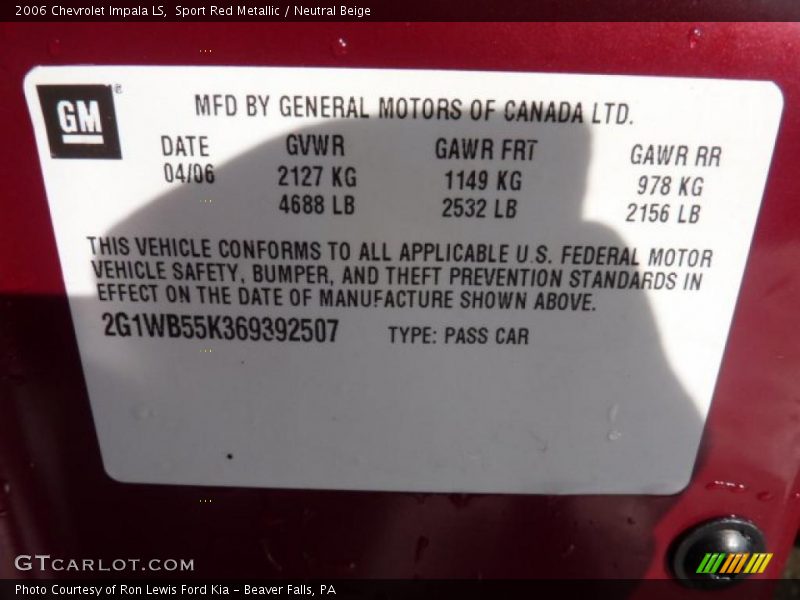 2006 Chevrolet Impala LS,  Sport Red Metallic / Neutral Beige
GM®
MFD BY GENERAL MOTORS OF CANADA LTD.
DATE GVWR GAWR FRT GAWR RR
04/06 2127 KG 1149 KG 978 KG
4688 LB 2532 LB 2156 LB
THIS VEHICLE CONFORMS TO ALL APPLICABLE U.S. FEDERAL MOTOR
VEHICLE SAFETY, BUMPER, AND THEFT PREVENTION STANDARDS IN
EFFECT ON THE DATE OF MANUFACTURE SHOWN ABOVE.
2G1WB55K369392507 TYPE: PASS CAR
GTCARLOT.COM
Photo Courtesy of Ron Lewis Ford Kia - Beaver Falls, PA